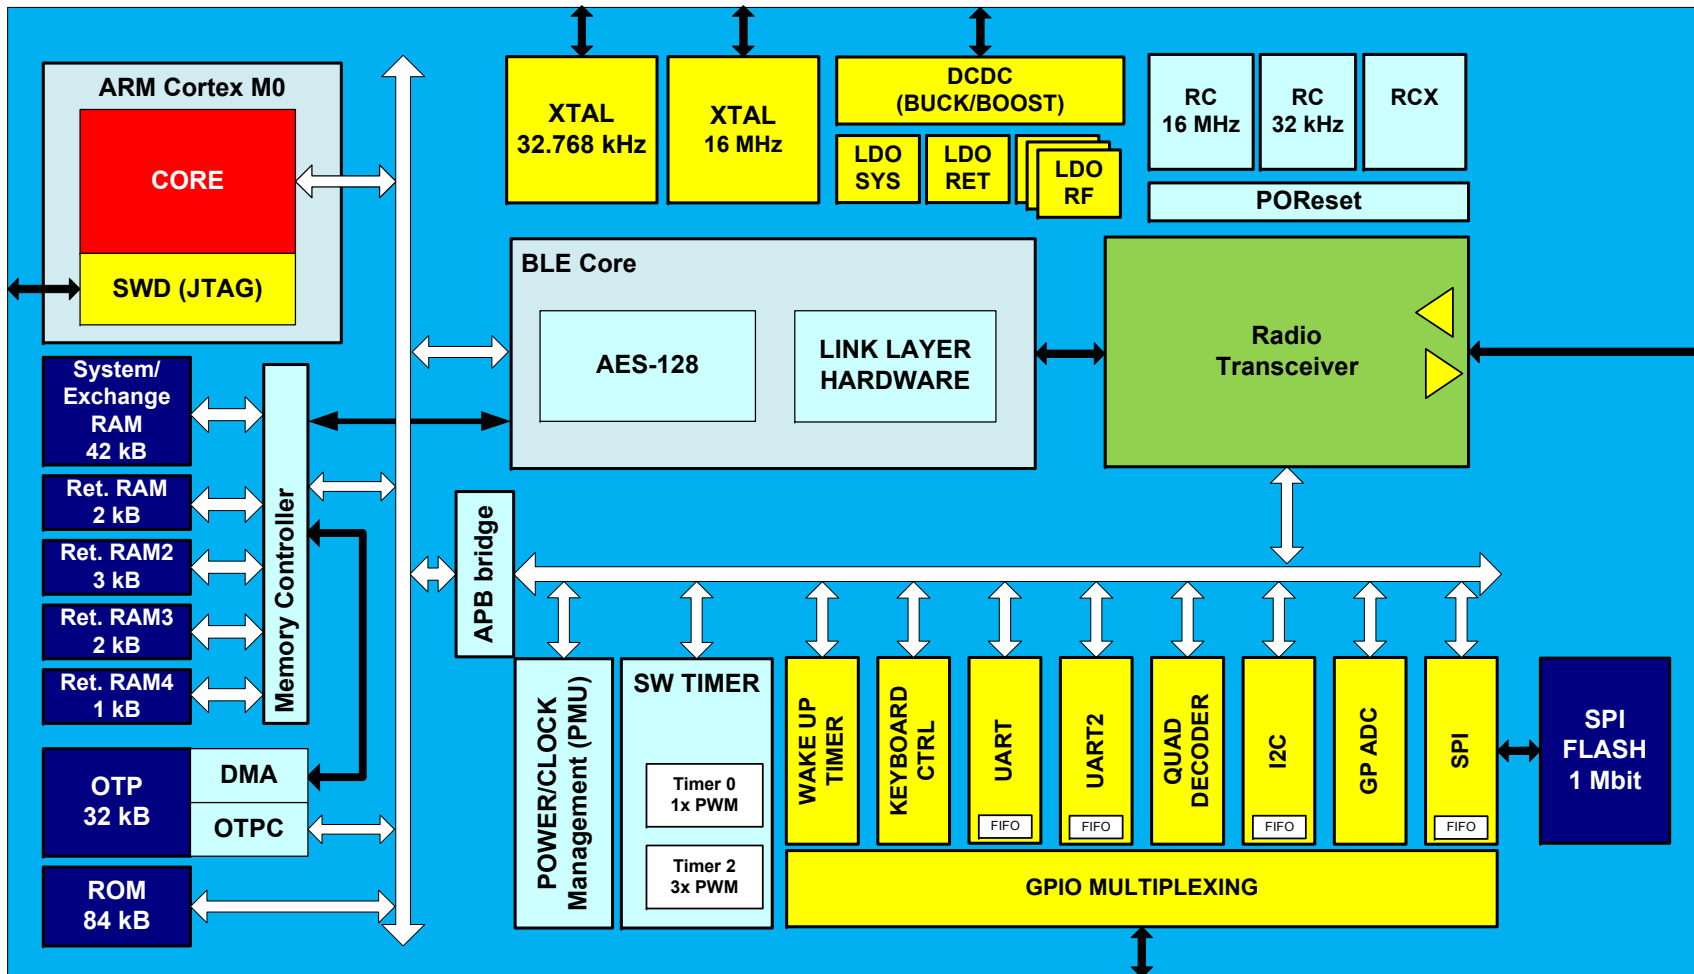 ARM Cortex M0
CORE
SWD (JTAG)
XTAL
32.768 kHz
XTAL
16 MHz
DCDC
(BUCK/BOOST)
LDO
SYS
LDO
RET
LDO
RF
RC
16 MHz
RC
32 kHz
RCX
POReset
BLE Core
AES-128
LINK LAYER
HARDWARE
Radio
Transceiver
System/
Exchange
RAM
42 kB
Ret. RAM
2 kB
Ret. RAM2
3 kB
Ret. RAM3
2 kB
Ret. RAM4
1 kB
Memory Controller
OTP
32 kB
DMA
OTPC
ROM
84 kB
APB bridge
POWER/CLOCK
Management (PMU)
SW TIMER
Timer 0
1x PWM
Timer 2
3x PWM
WAKE UP
TIMER
KEYBOARD
CTRL
UART
FIFO
UART2
FIFO
QUAD
DECODER
I2C
FIFO
GP ADC
SPI
FIFO
SPI
FLASH
1 Mbit
GPIO MULTIPLEXING